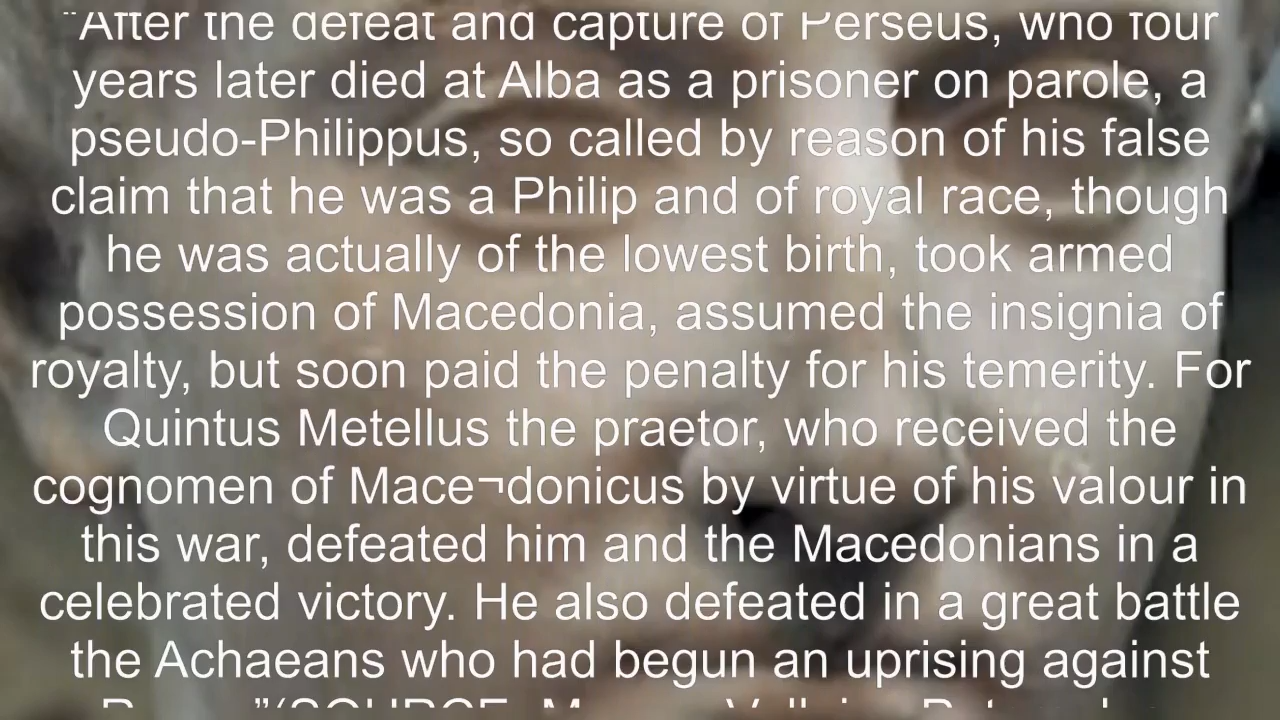 "After the defeat and capture of Perseus, who four
years later died at Alba as a prisoner on parole, a
pseudo-Philippus, so called by reason of his false
claim that he was a Philip and of royal race, though
he was actually of the lowest birth, took armed
possession of Macedonia, assumed the insignia of
royalty, but soon paid the penalty for his temerity. For
Quintus Metellus the praetor, who received the
cognomen of Mace¬donicus by virtue of his valour in
this war, defeated him and the Macedonians in a
celebrated victory. He also defeated in a great battle
the Achaeans who had begun an uprising against